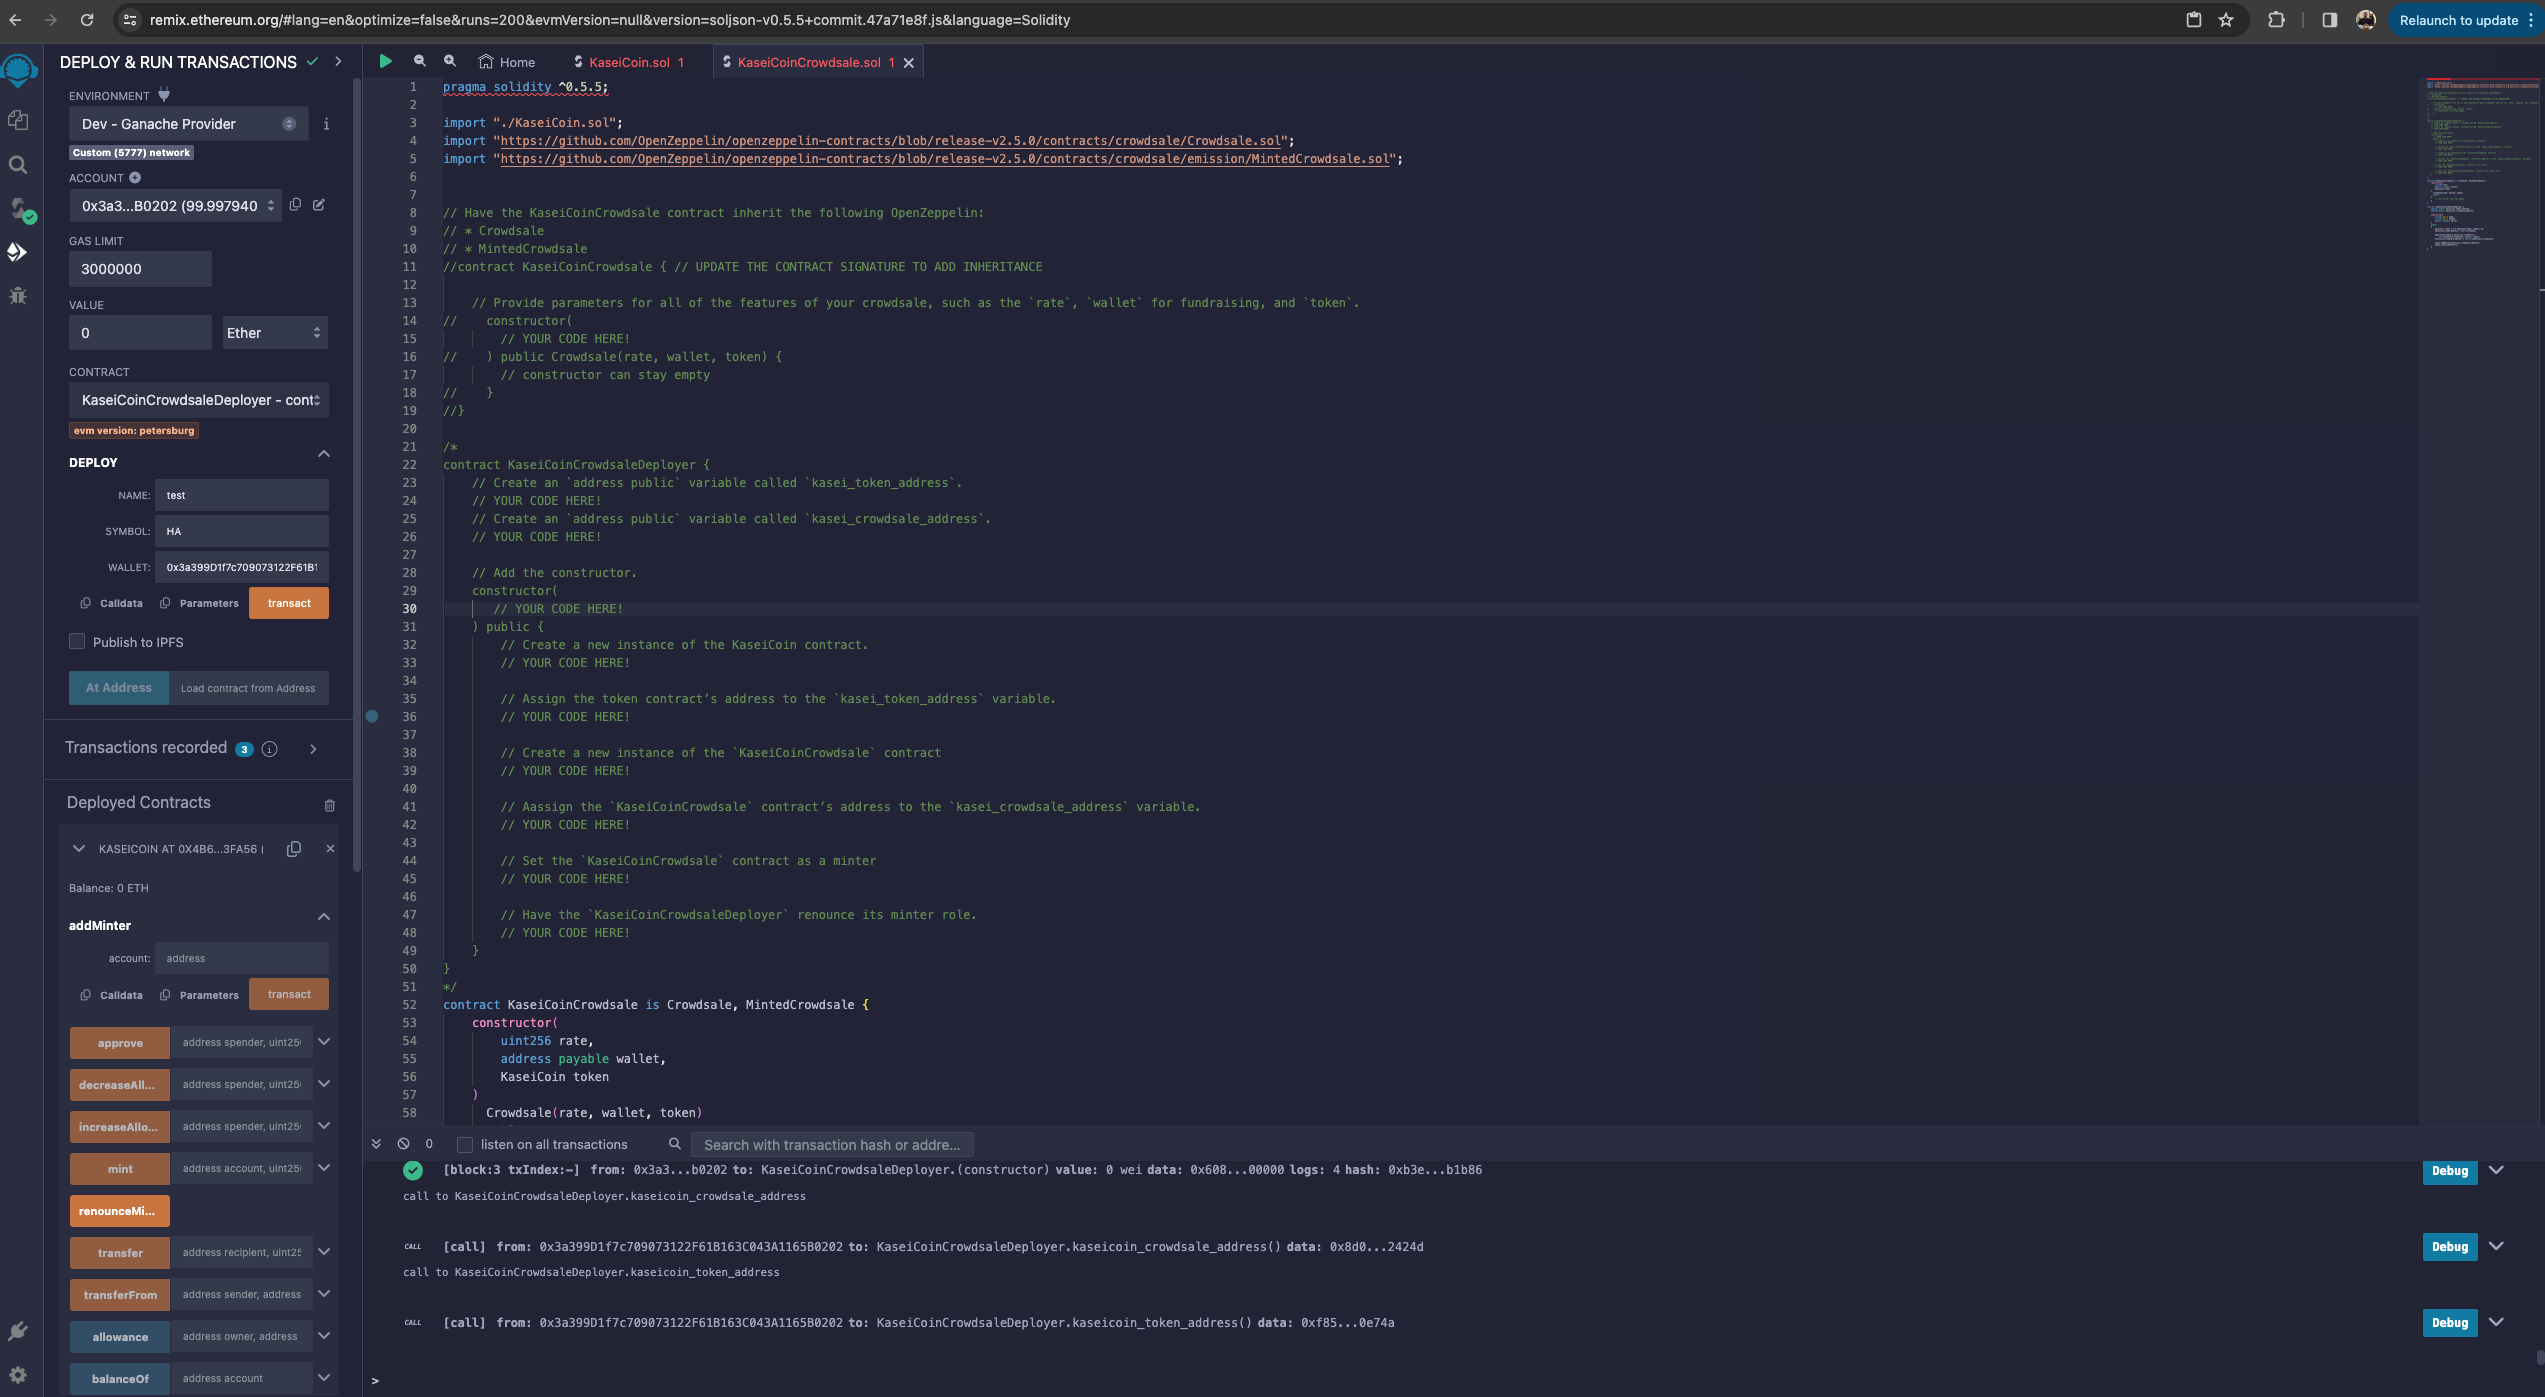 remix.ethereum.org/#lang=en&optimize=false&runs=200&evmVersion=null&version=soljson-v0.5.5+commit.47a71e8f.js&language=Solidity
Relaunch to update
DEPLOY & RUN TRANSACTIONS
ENVIRONMENT
Dev - Ganache Provider
Custom (5777) network
ACCOUNT
0x3a3...B0202 (99.997940
GAS LIMIT
3000000
VALUE
0
Ether
CONTRACT
KaseiCoinCrowdsaleDeployer - cont
evm version: petersburg
DEPLOY
NAME: test
SYMBOL: HA
WALLET: 0x3a399D1f7c709073122F61B1
Calldata Parameters transact
Publish to IPFS
At Address Load contract from Address
Transactions recorded 3
Deployed Contracts
KASEICOIN AT 0X4B6...3FA56 (
Balance: 0 ETH
addMinter
account: address
Calldata Parameters transact
approve address spender, uint25
decreaseAll... address spender, uint25
increaseAllo... address spender, uint25
mint address account, uint25
renounceMi...
transfer address recipient, uint25
transferFrom address sender, address
allowance address owner, address
balanceOf address account
Home KaseiCoin.sol 1 KaseiCoinCrowdsale.sol 1
1 pragma solidity ^0.5.5;
2
3 import "./KaseiCoin.sol";
4 import "https://github.com/OpenZeppelin/openzeppelin-contracts/blob/release-v2.5.0/contracts/crowdsale/Crowdsale.sol";
5 import "https://github.com/OpenZeppelin/openzeppelin-contracts/blob/release-v2.5.0/contracts/crowdsale/emission/MintedCrowdsale.sol";
6
7
8 // Have the KaseiCoinCrowdsale contract inherit the following OpenZeppelin:
9 // * Crowdsale
10 // * MintedCrowdsale
11 //contract KaseiCoinCrowdsale { // UPDATE THE CONTRACT SIGNATURE TO ADD INHERITANCE
12
13 // Provide parameters for all of the features of your crowdsale, such as the `rate`, `wallet` for fundraising, and `token`.
14 // constructor(
15 // YOUR CODE HERE!
16 // ) public Crowdsale(rate, wallet, token) {
17 // constructor can stay empty
18 // }
19 //}
20
21 /*
22 contract KaseiCoinCrowdsaleDeployer {
23 // Create an `address public` variable called `kasei_token_address`.
24 // YOUR CODE HERE!
25 // Create an `address public` variable called `kasei_crowdsale_address`.
26 // YOUR CODE HERE!
27
28 // Add the constructor.
29 constructor(
30 // YOUR CODE HERE!
31 ) public {
32 // Create a new instance of the KaseiCoin contract.
33 // YOUR CODE HERE!
34
35 // Assign the token contract’s address to the `kasei_token_address` variable.
36 // YOUR CODE HERE!
37
38 // Create a new instance of the `KaseiCoinCrowdsale` contract
39 // YOUR CODE HERE!
40
41 // Aassign the `KaseiCoinCrowdsale` contract’s address to the `kasei_crowdsale_address` variable.
42 // YOUR CODE HERE!
43
44 // Set the `KaseiCoinCrowdsale` contract as a minter
45 // YOUR CODE HERE!
46
47 // Have the `KaseiCoinCrowdsaleDeployer` renounce its minter role.
48 // YOUR CODE HERE!
49 }
50 }
51 */
52 contract KaseiCoinCrowdsale is Crowdsale, MintedCrowdsale {
53 constructor(
54 uint256 rate,
55 address payable wallet,
56 KaseiCoin token
57 )
58 Crowdsale(rate, wallet, token)
0 listen on all transactions Search with transaction hash or addre...
[block:3 txIndex:-] from: 0x3a3...b0202 to: KaseiCoinCrowdsaleDeployer.(constructor) value: 0 wei data: 0x608...00000 logs: 4 hash: 0xb3e...b1b86 Debug
call to KaseiCoinCrowdsaleDeployer.kaseicoin_crowdsale_address
CALL [call] from: 0x3a399D1f7c709073122F61B163C043A1165B0202 to: KaseiCoinCrowdsaleDeployer.kaseicoin_crowdsale_address() data: 0x8d0...2424d Debug
call to KaseiCoinCrowdsaleDeployer.kaseicoin_token_address
CALL [call] from: 0x3a399D1f7c709073122F61B163C043A1165B0202 to: KaseiCoinCrowdsaleDeployer.kaseicoin_token_address() data: 0xf85...0e74a Debug
>